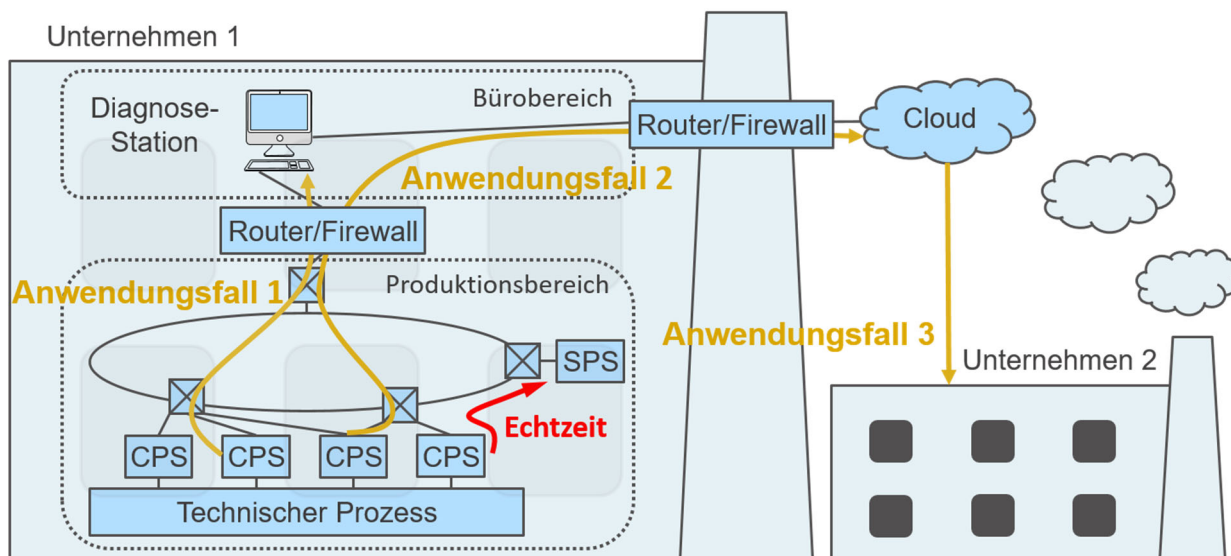 Unternehmen 1
Diagnose-
Station
Bürobereich
Router/Firewall
Cloud
Anwendungsfall 2
Router/Firewall
Anwendungsfall 1
Produktionsbereich
Anwendungsfall 3
SPS
Unternehmen 2
Echtzeit
CPS
CPS
CPS
CPS
Technischer Prozess